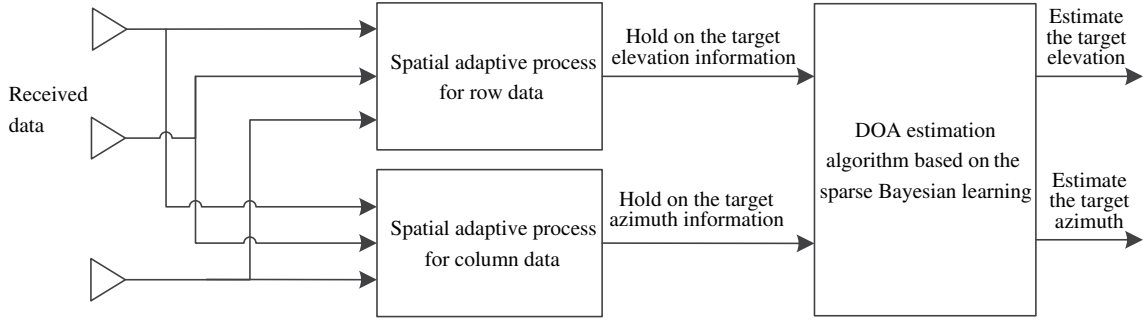 Received
data
Spatial adaptive process
for row data
Hold on the target
elevation information
Spatial adaptive process
for column data
Hold on the target
azimuth information
DOA estimation
algorithm based on the
sparse Bayesian learning
Estimate
the target
elevation
Estimate
the target
azimuth